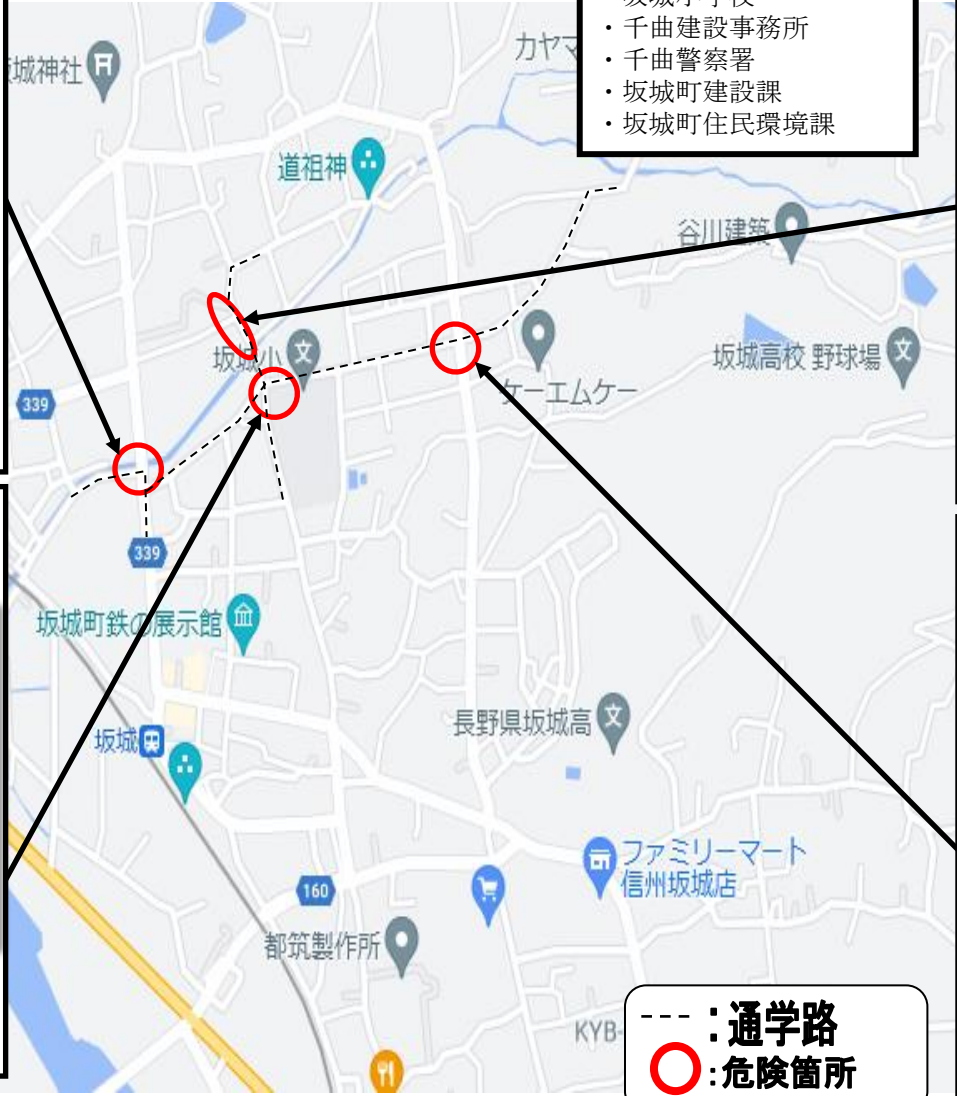 ・千曲建設事務所
・千曲警察署
・坂城町建設課
・坂城町住民環境課
城神社
カヤマ
道祖神
谷川建築
坂城小
坂城高校 野球場
ケーエムケー
339
339
坂城町鉄の展示館
長野県坂城高
坂城
ファミリーマート
信州坂城店
160
都筑製作所
KYB-
---:通学路
:危険箇所